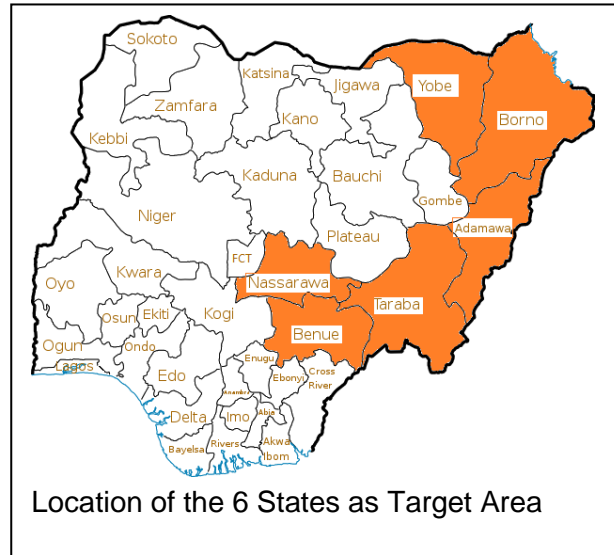 Sokoto
Katsina
Jigawa
Yobe
Zamfara
Kano
Borno
Kebbi
Kaduna
Bauchi
Gombe
Niger
Adamawa
Plateau
FCT
Kwara
Nassarawa
Oyo
Taraba
Osun
Ekiti
Kogi
Benue
Ogun
Ondo
Lagos
Enugu
Edo
Ebonyi
Cross
River
Delta
Imo
Abia
Bayelsa
Rivers
Akwa
Ibom
Location of the 6 States as Target Area